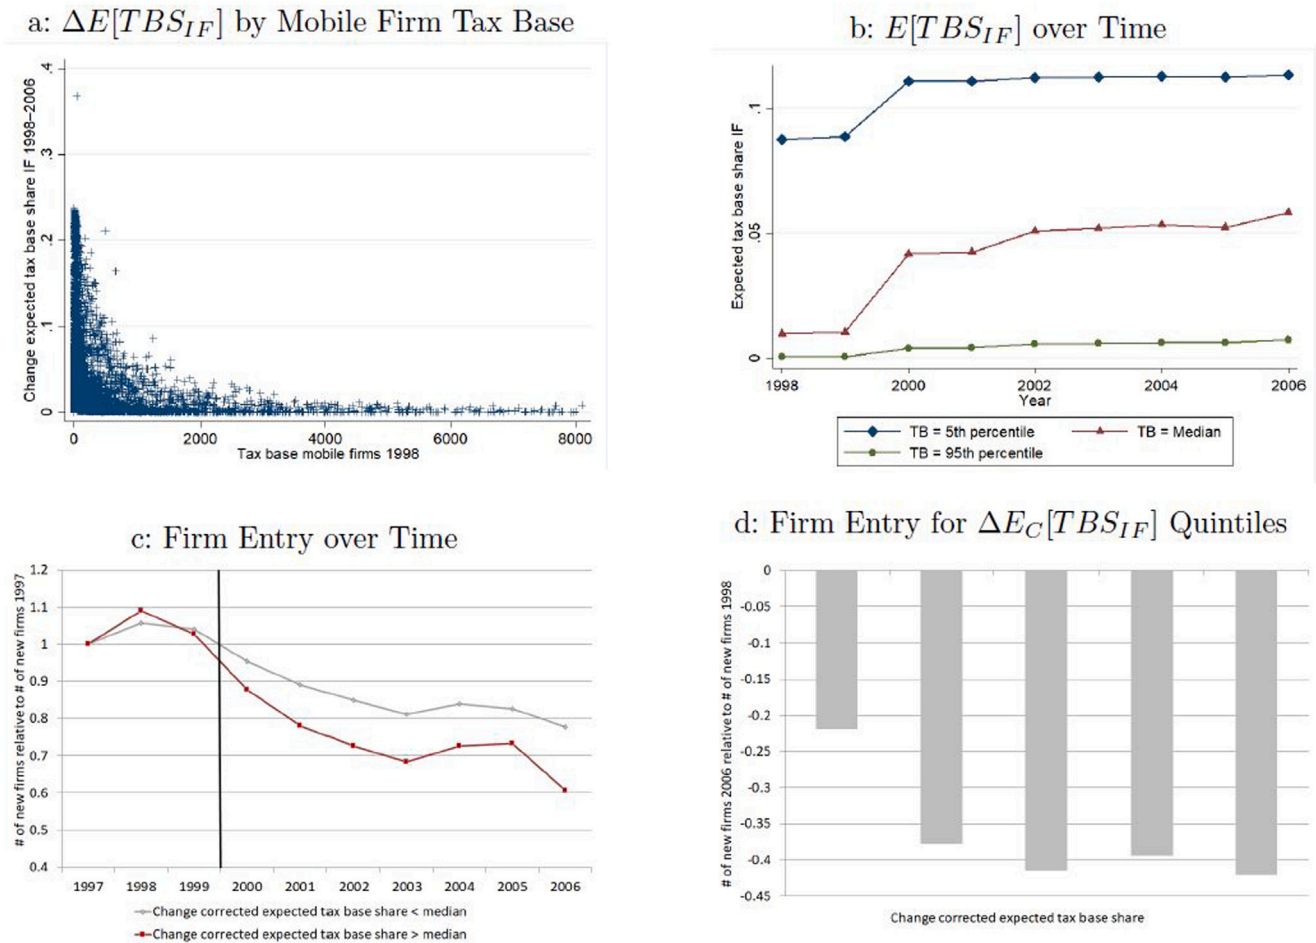 a: ΔE[TBS_IF] by Mobile Firm Tax Base
Change expected tax base share IF 1998–2006
.4
.3
.2
.1
0
0 2000 4000 6000 8000
Tax base mobile firms 1998
b: E[TBS_IF] over Time
Expected tax base share IF
.1
.05
0
1998 2000 2002 2004 2006
Year
TB = 5th percentile TB = Median
TB = 95th percentile
c: Firm Entry over Time
# of new firms relative to # of new firms 1997
1.2
1.1
1
0.9
0.8
0.7
0.6
0.5
0.4
1997 1998 1999 2000 2001 2002 2003 2004 2005 2006
Change corrected expected tax base share < median
Change corrected expected tax base share > median
d: Firm Entry for ΔE_C[TBS_IF] Quintiles
# of new firms 2006 relative to # of new firms 1998
0
-0.05
-0.1
-0.15
-0.2
-0.25
-0.3
-0.35
-0.4
-0.45
Change corrected expected tax base share